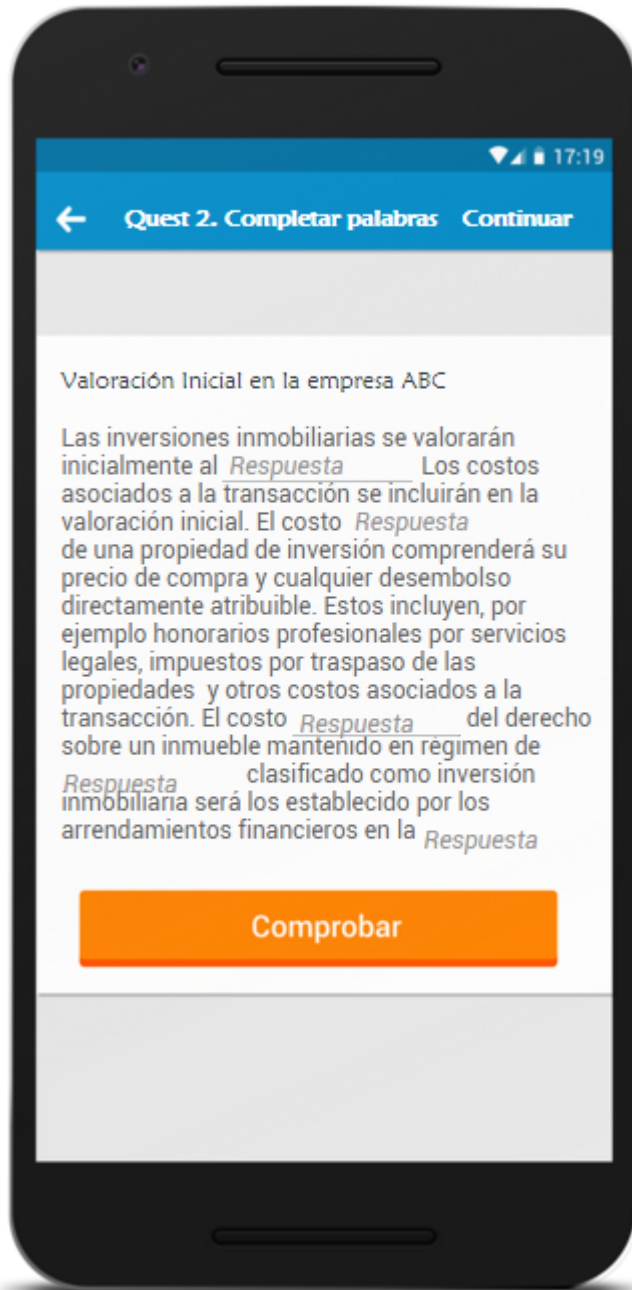 17:19
Quest 2. Completar palabras Continuar
Valoración Inicial en la empresa ABC
Las inversiones inmobiliarias se valorarán
inicialmente al Respuesta Los costos
asociados a la transacción se incluirán en la
valoración inicial. El costo Respuesta
de una propiedad de inversión comprenderá su
precio de compra y cualquier desembolso
directamente atribuible. Estos incluyen, por
ejemplo honorarios profesionales por servicios
legales, impuestos por traspaso de las
propiedades y otros costos asociados a la
transacción. El costo Respuesta del derecho
sobre un inmueble mantenido en régimen de
Respuesta clasificado como inversión
inmobiliaria será los establecido por los
arrendamientos financieros en la Respuesta
Comprobar